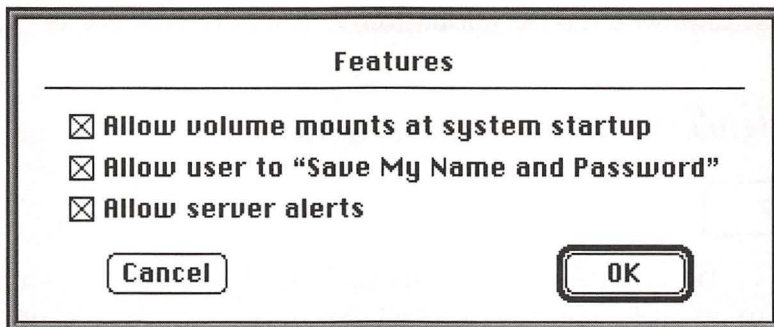 Features
Allow volume mounts at system startup
Allow user to “Save My Name and Password”
Allow server alerts
Cancel
OK